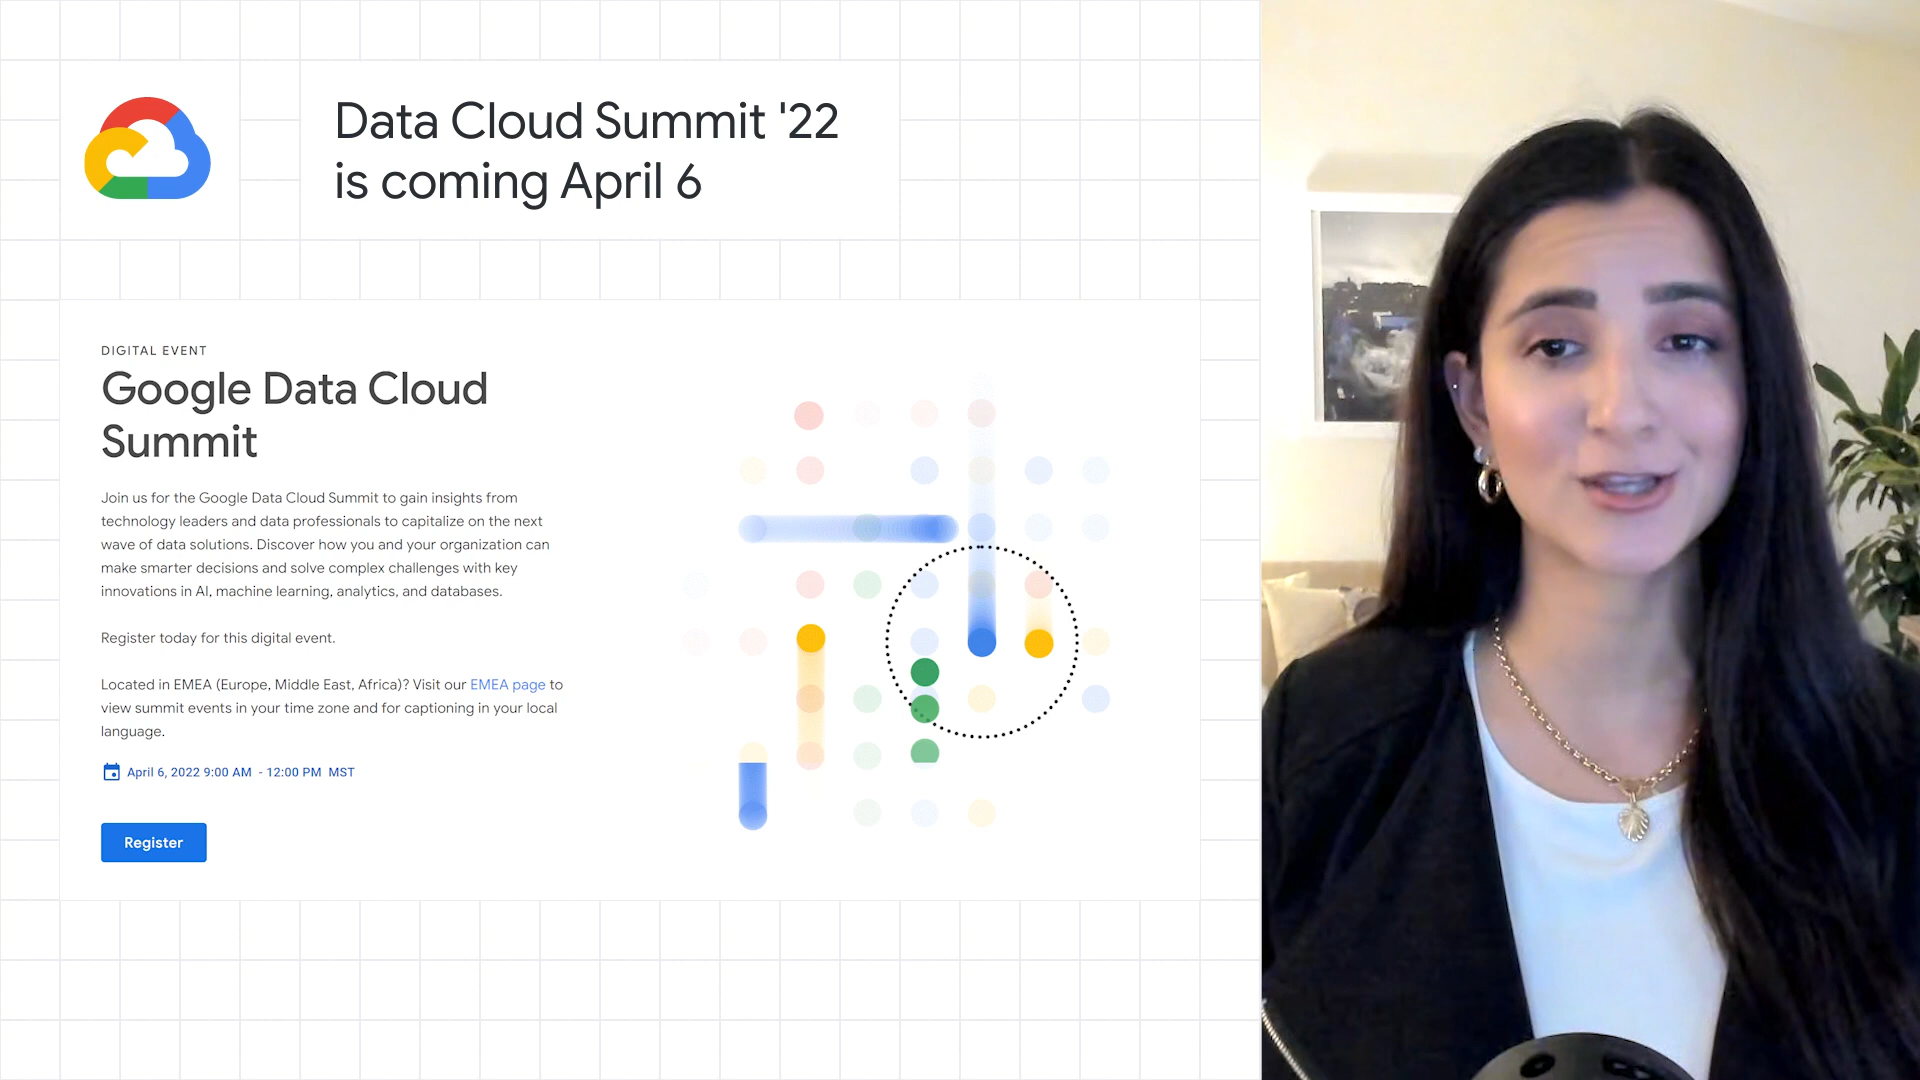 Data Cloud Summit '22
is coming April 6
DIGITAL EVENT
Google Data Cloud
Summit
Join us for the Google Data Cloud Summit to gain insights from
technology leaders and data professionals to capitalize on the next
wave of data solutions. Discover how you and your organization can
make smarter decisions and solve complex challenges with key
innovations in AI, machine learning, analytics, and databases.
Register today for this digital event.
Located in EMEA (Europe, Middle East, Africa)? Visit our EMEA page to
view summit events in your time zone and for captioning in your local
language.
April 6, 2022 9:00 AM - 12:00 PM MST
Register